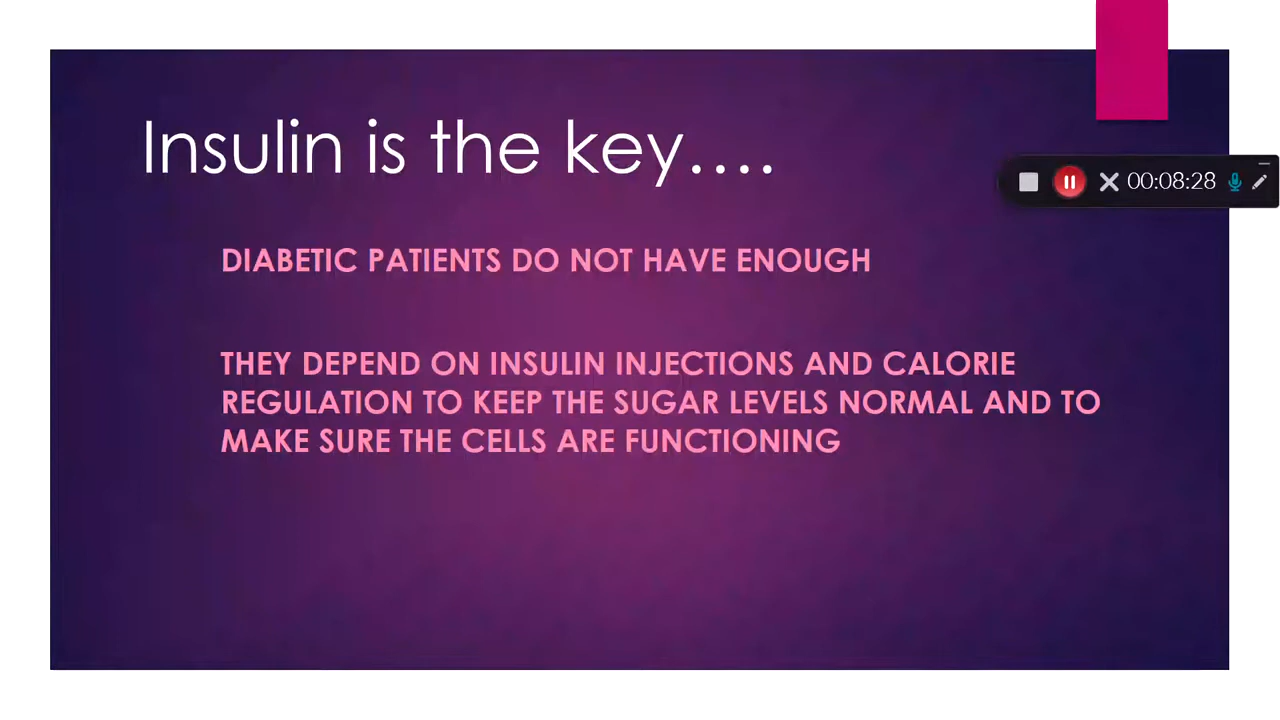 Insulin is the key....
DIABETIC PATIENTS DO NOT HAVE ENOUGH
THEY DEPEND ON INSULIN INJECTIONS AND CALORIE
REGULATION TO KEEP THE SUGAR LEVELS NORMAL AND TO
MAKE SURE THE CELLS ARE FUNCTIONING
00:08:28